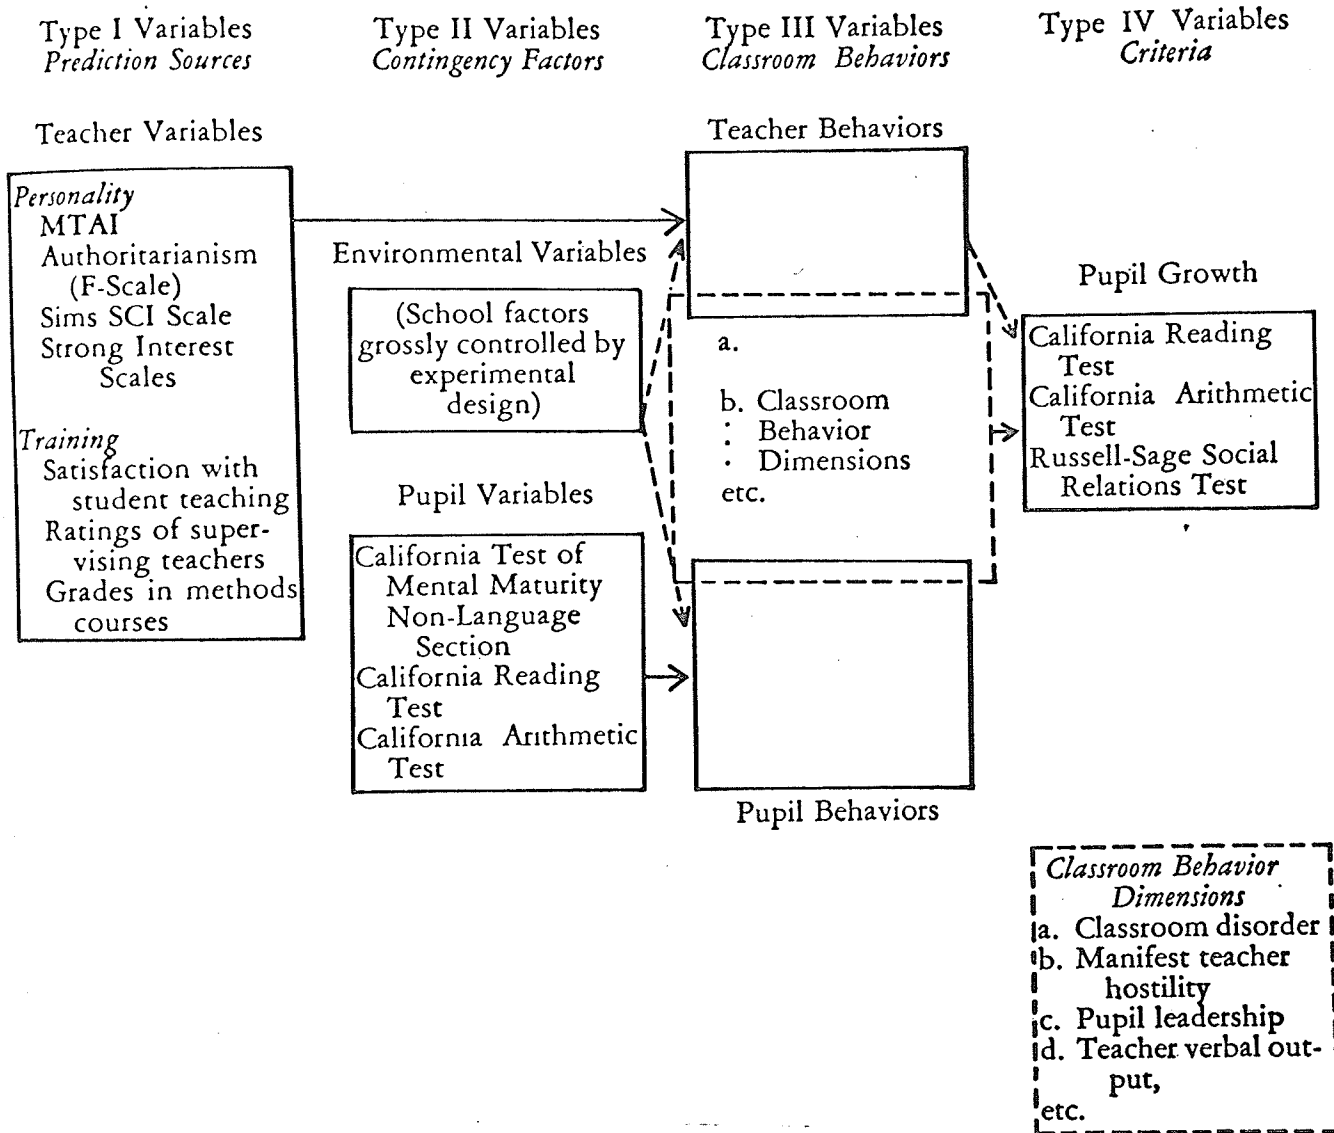 Type I Variables
Prediction Sources
Type II Variables
Contingency Factors
Type III Variables
Classroom Behaviors
Type IV Variables
Criteria
Teacher Variables
Personality
MTAI
Authoritarianism
(F-Scale)
Sims SCI Scale
Strong Interest
Scales
Training
Satisfaction with
student teaching
Ratings of super-
vising teachers
Grades in methods
courses
Environmental Variables
(School factors
grossly controlled by
experimental
design)
Pupil Variables
California Test of
Mental Maturity
Non-Language
Section
California Reading
Test
California Arithmetic
Test
Teacher Behaviors
a.
b. Classroom
: Behavior
· Dimensions
etc.
Pupil Behaviors
Pupil Growth
California Reading
Test
California Arithmetic
Test
Russell-Sage Social
Relations Test
Classroom Behavior
Dimensions
a. Classroom disorder
b. Manifest teacher
hostility
c. Pupil leadership
d. Teacher verbal out-
put,
etc.